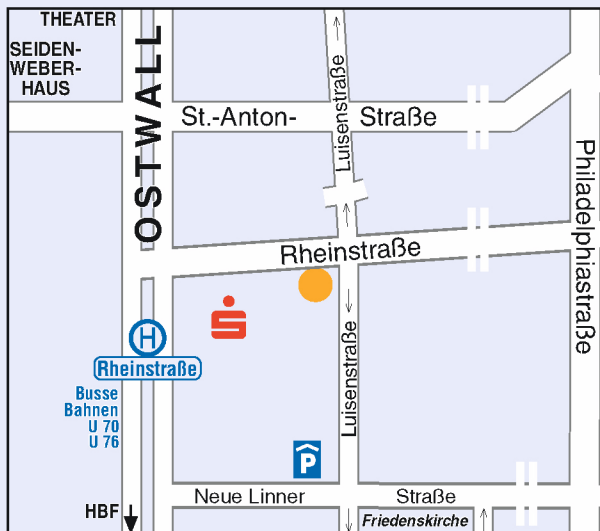 THEATER
SEIDEN-
WEBER-
HAUS
OSTWALL
St.-Anton- Straße
Luisenstraße
Philadelphiastraße
Rheinstraße
Luisenstraße
H
Rheinstraße
Busse
Bahnen
U 70
U 76
P
Neue Linner Straße
HBF
Friedenskirche